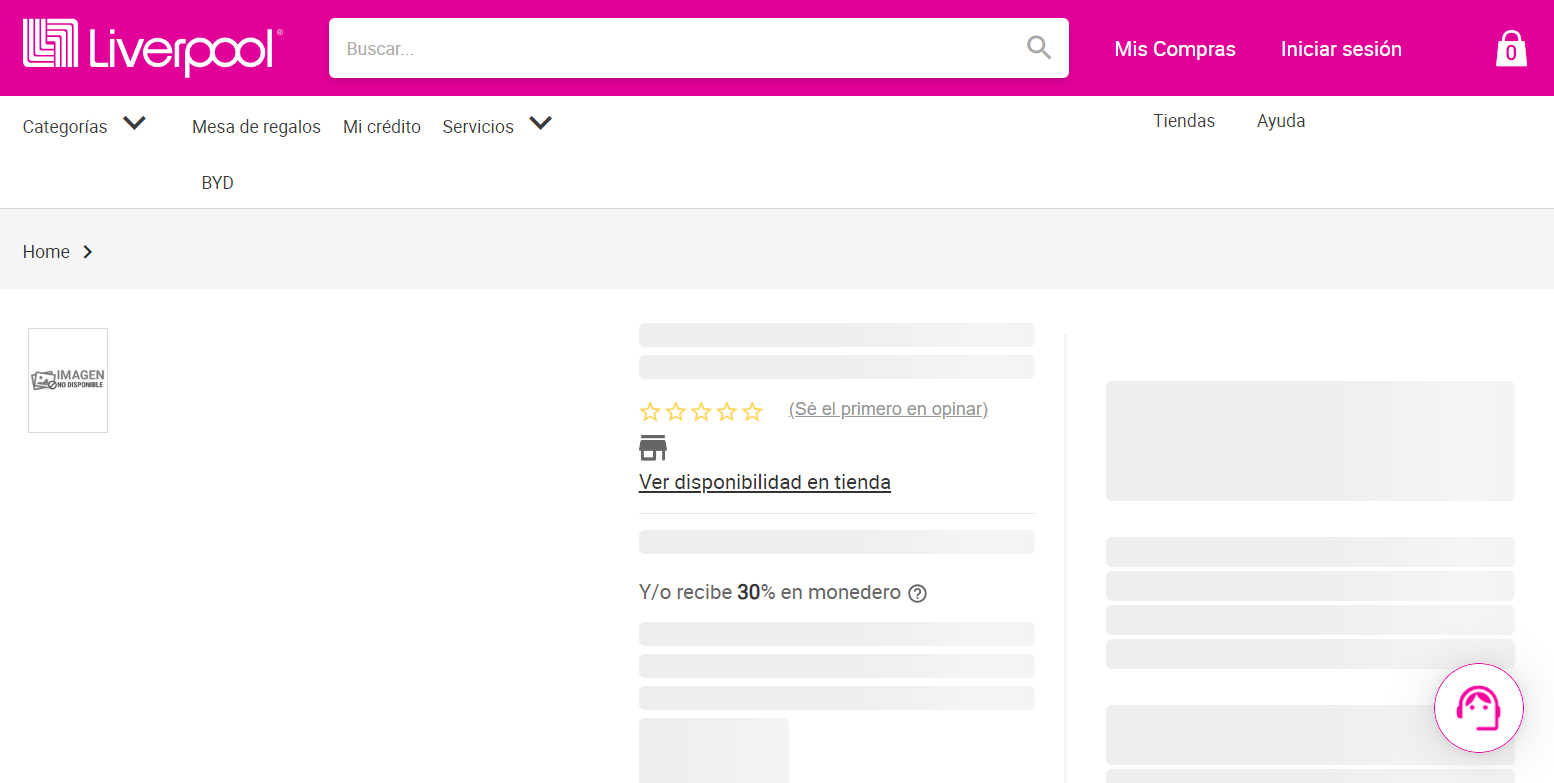 Liverpool®
Buscar...
Mis Compras
Iniciar sesión
0
Categorías
Mesa de regalos
Mi crédito
Servicios
Tiendas
Ayuda
BYD
Home
IMAGEN
NO DISPONIBLE
(Sé el primero en opinar)
Ver disponibilidad en tienda
Y/o recibe 30% en monedero